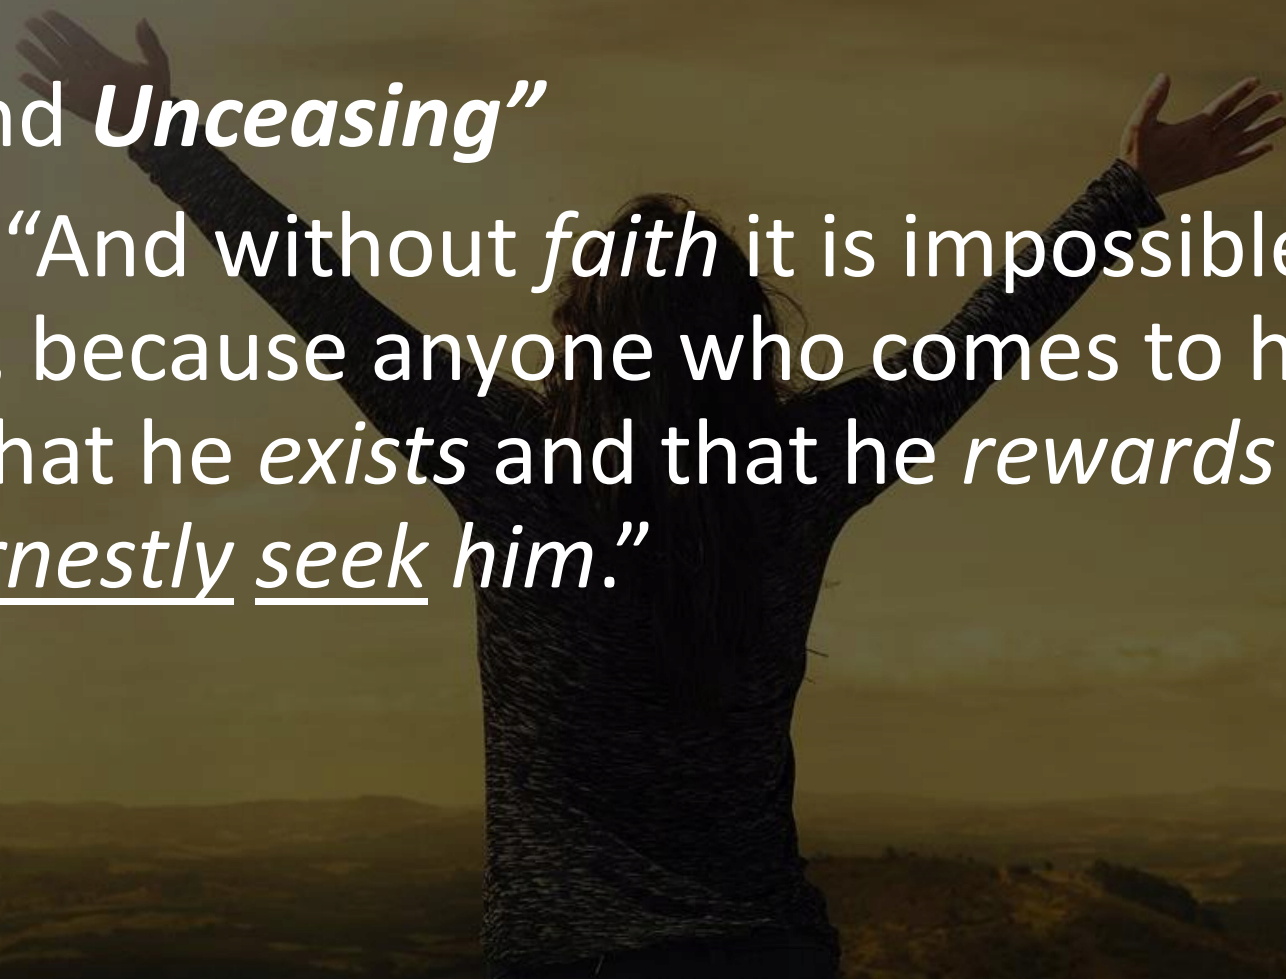 nd Unceasing”
“And without faith it is impossible
. because anyone who comes to h
hat he exists and that he rewards
rnestly seek him.”